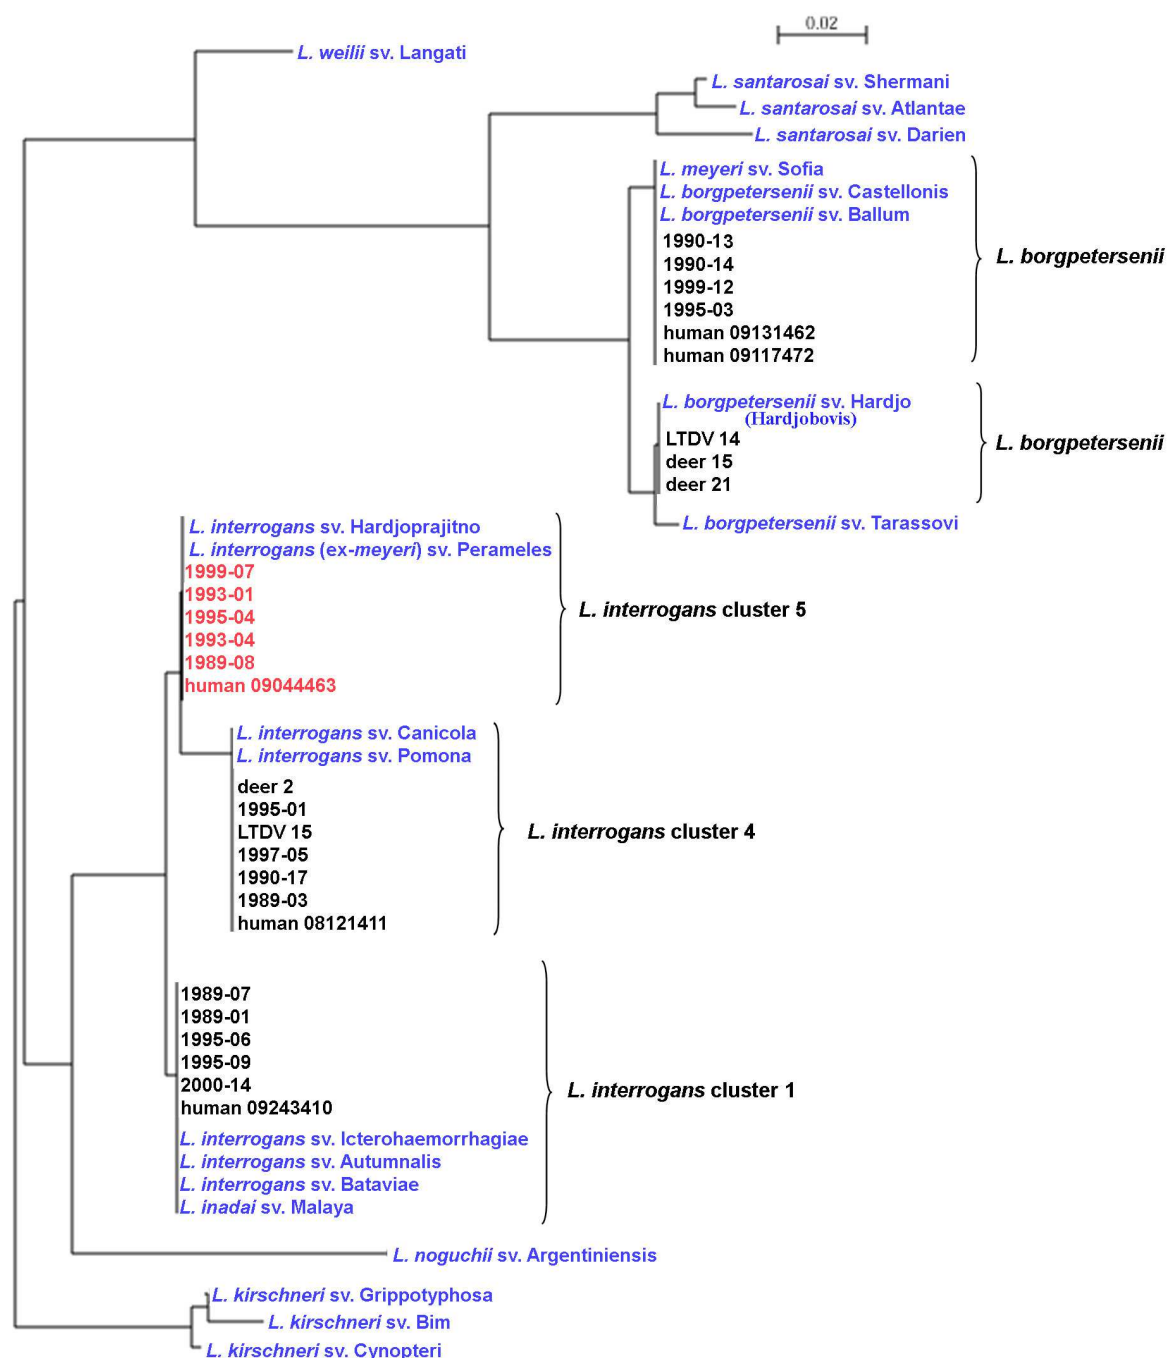 0.02
L. weilii sv. Langati
L. santarosai sv. Shermani
L. santarosai sv. Atlantae
L. santarosai sv. Darien
L. meyeri sv. Sofia
L. borgpetersenii sv. Castellonis
L. borgpetersenii sv. Ballum
1990-13
1990-14
1999-12
1995-03
human 09131462
human 09117472
L. borgpetersenii
L. borgpetersenii sv. Hardjo
(Hardjobovis)
LTDV 14
deer 15
deer 21
L. borgpetersenii
L. borgpetersenii sv. Tarassovi
L. interrogans sv. Hardjoprajitno
L. interrogans (ex-meyeri) sv. Perameles
1999-07
1993-01
1995-04
1993-04
1989-08
human 09044463
L. interrogans cluster 5
L. interrogans sv. Canicola
L. interrogans sv. Pomona
deer 2
1995-01
LTDV 15
1997-05
1990-17
1989-03
human 08121411
L. interrogans cluster 4
1989-07
1989-01
1995-06
1995-09
2000-14
human 09243410
L. interrogans sv. Icterohaemorrhagiae
L. interrogans sv. Autumnalis
L. interrogans sv. Bataviae
L. inadai sv. Malaya
L. interrogans cluster 1
L. noguchii sv. Argentiniensis
L. kirschneri sv. Grippotyphosa
L. kirschneri sv. Bim
L. kirschneri sv. Cynopteri